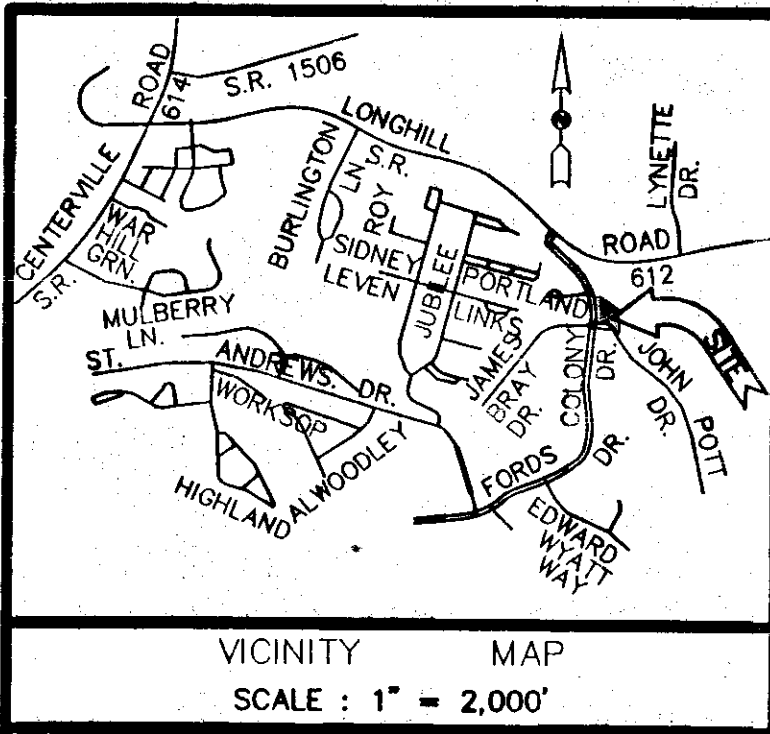 CENTERVILLE ROAD
S.R. 614
S.R. 1506
LONGHILL ROAD
S.R. 612
LYNETTE DR.
BURLINGTON LN
WAR HILL GRN.
MULBERRY LN.
ROY
SIDNEY
LEVEN
JUBILEE
PORTLAND
LINKS
JAMES BRAY DR.
COLONY DR.
SITE
JOHN POTT DR.
ST. ANDREWS. DR.
WORKSOP
HIGHLAND
ALWOODLEY
FORDS DR.
EDWARD WYATT WAY
VICINITY MAP
SCALE : 1" = 2,000'